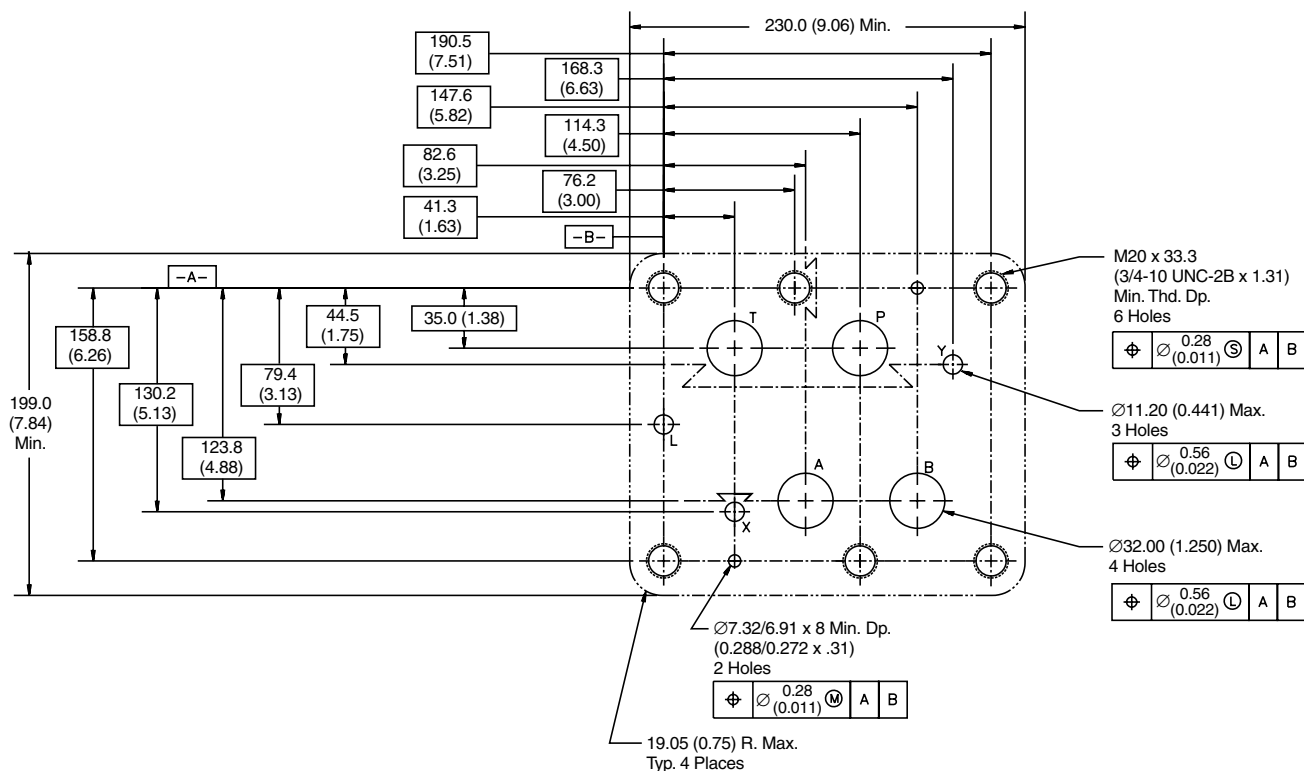 230.0 (9.06) Min.
190.5
(7.51)
168.3
(6.63)
147.6
(5.82)
114.3
(4.50)
82.6
(3.25)
76.2
(3.00)
41.3
(1.63)
-B-
-A-
M20 x 33.3
(3/4-10 UNC-2B x 1.31)
Min. Thd. Dp.
6 Holes
⌖ ∅ 0.28 Ⓢ A B
(0.011)
44.5
(1.75)
35.0 (1.38)
T
P
Y
158.8
(6.26)
79.4
(3.13)
130.2
(5.13)
199.0
(7.84)
Min.
123.8
(4.88)
L
A
B
X
∅11.20 (0.441) Max.
3 Holes
⌖ ∅ 0.56 Ⓛ A B
(0.022)
∅32.00 (1.250) Max.
4 Holes
⌖ ∅ 0.56 Ⓛ A B
(0.022)
∅7.32/6.91 x 8 Min. Dp.
(0.288/0.272 x .31)
2 Holes
⌖ ∅ 0.28 Ⓜ A B
(0.011)
19.05 (0.75) R. Max.
Typ. 4 Places